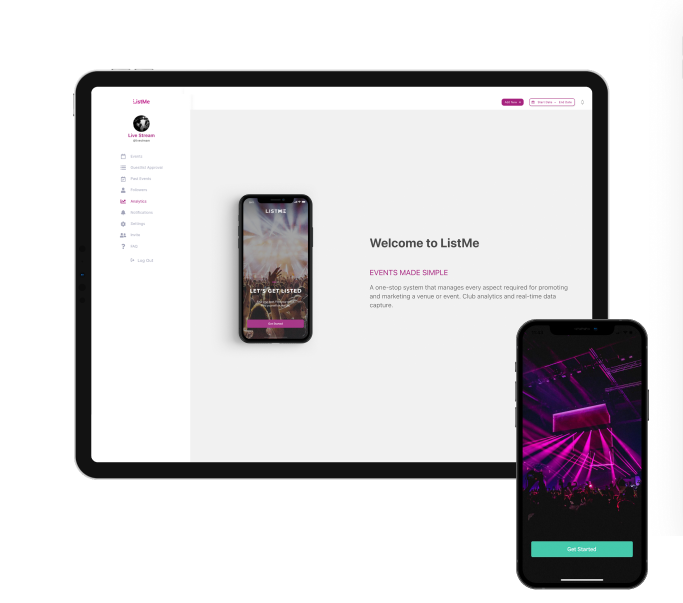 ListMe
Add New
Start Date
End Date
Live Stream
Events
Guestlist Approval
Past Events
Followers
Analytics
Notifications
Settings
Invite
FAQ
Log Out
LISTME
LET'S GET LISTED
Get Started
Welcome to ListMe
EVENTS MADE SIMPLE
A one-stop system that manages every aspect required for promoting
and marketing a venue or event. Club analytics and real-time data
capture.
Get Started